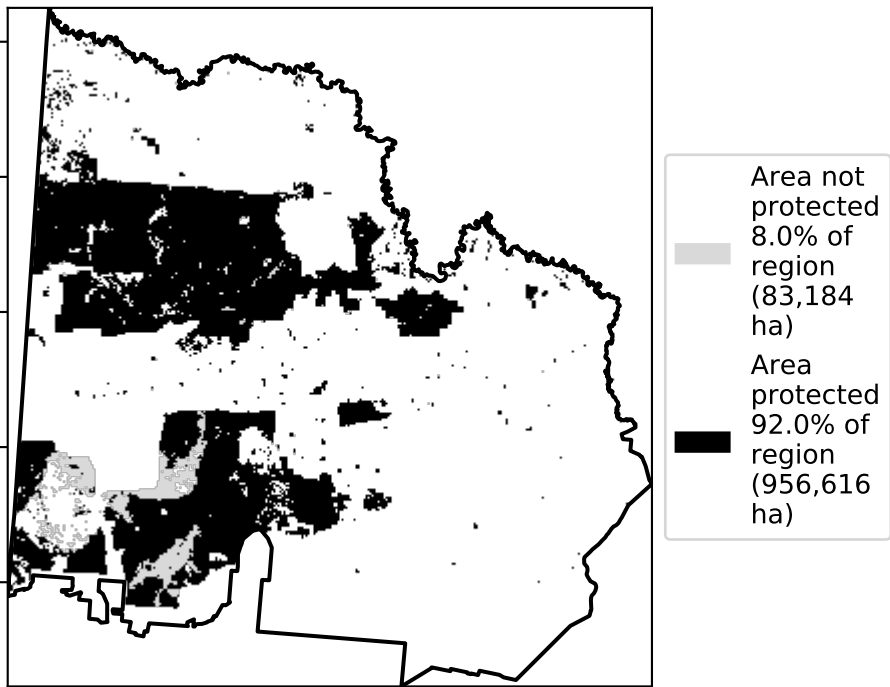 Area not
protected
8.0% of
region
(83,184
ha)
Area
protected
92.0% of
region
(956,616
ha)